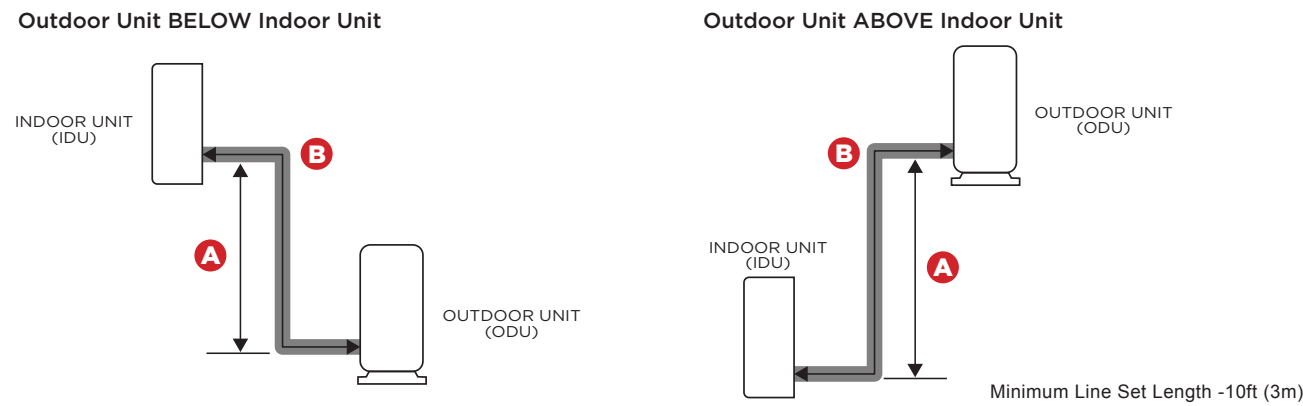 Outdoor Unit BELOW Indoor Unit
INDOOR UNIT
(IDU)
B
A
OUTDOOR UNIT
(ODU)
Outdoor Unit ABOVE Indoor Unit
OUTDOOR UNIT
(ODU)
B
INDOOR UNIT
(IDU)
A
Minimum Line Set Length -10ft (3m)